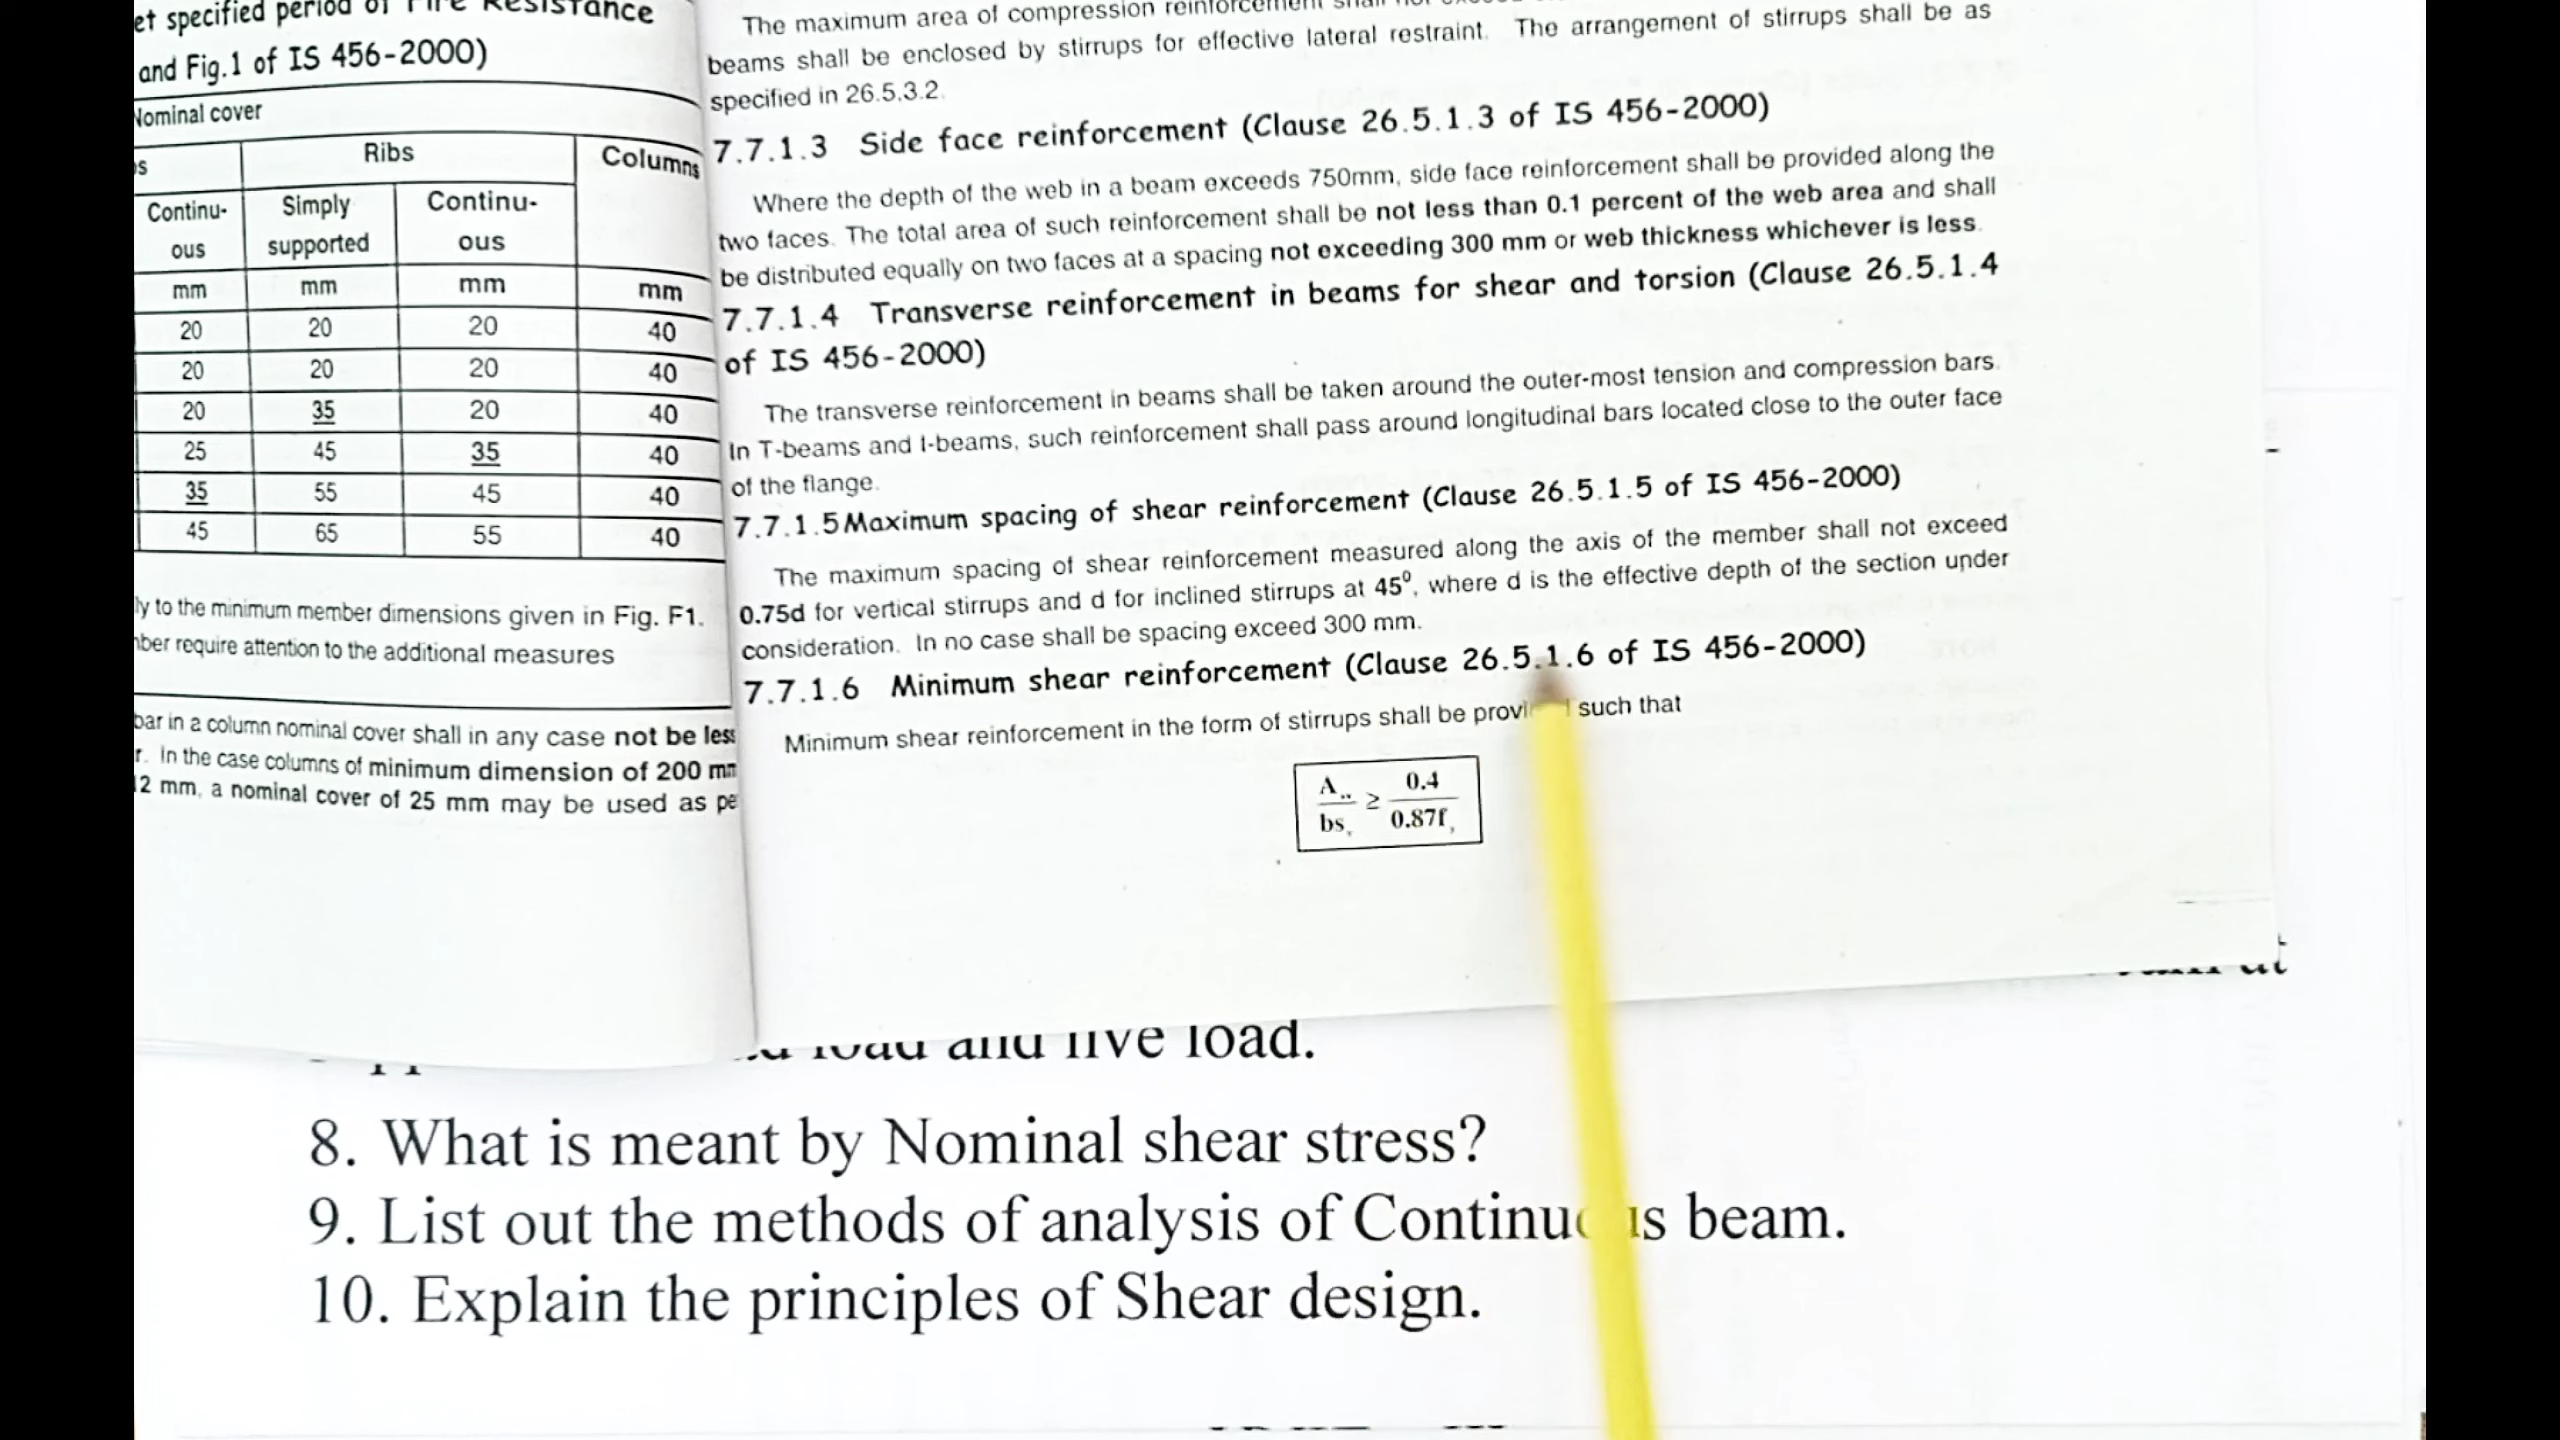 et specified period of Fire Resistance
and Fig.1 of IS 456-2000)
Nominal cover
Ribs
Columns
Continu-
ous
Simply
supported
Continu-
ous
mm mm mm mm
20 20 20 40
20 20 20 40
20 35 20 40
25 45 35 40
35 55 45 40
45 65 55 40
ly to the minimum member dimensions given in Fig. F1.
ber require attention to the additional measures
bar in a column nominal cover shall in any case not be less
r. In the case columns of minimum dimension of 200 mm
12 mm, a nominal cover of 25 mm may be used as pe
The maximum area of compression reinforcement shall not
beams shall be enclosed by stirrups for effective lateral restraint. The arrangement of stirrups shall be as
specified in 26.5.3.2.
7.7.1.3 Side face reinforcement (Clause 26.5.1.3 of IS 456-2000)
Where the depth of the web in a beam exceeds 750mm, side face reinforcement shall be provided along the
two faces. The total area of such reinforcement shall be not less than 0.1 percent of the web area and shall
be distributed equally on two faces at a spacing not exceeding 300 mm or web thickness whichever is less.
7.7.1.4 Transverse reinforcement in beams for shear and torsion (Clause 26.5.1.4
of IS 456-2000)
The transverse reinforcement in beams shall be taken around the outer-most tension and compression bars.
In T-beams and I-beams, such reinforcement shall pass around longitudinal bars located close to the outer face
of the flange.
7.7.1.5 Maximum spacing of shear reinforcement (Clause 26.5.1.5 of IS 456-2000)
The maximum spacing of shear reinforcement measured along the axis of the member shall not exceed
0.75d for vertical stirrups and d for inclined stirrups at 45⁰, where d is the effective depth of the section under
consideration. In no case shall be spacing exceed 300 mm.
7.7.1.6 Minimum shear reinforcement (Clause 26.5.1.6 of IS 456-2000)
Minimum shear reinforcement in the form of stirrups shall be such that
≥ 0.4
load and live load.
8. What is meant by Nominal shear stress?
9. List out the methods of analysis of beam.
10. Explain the principles of Shear design.